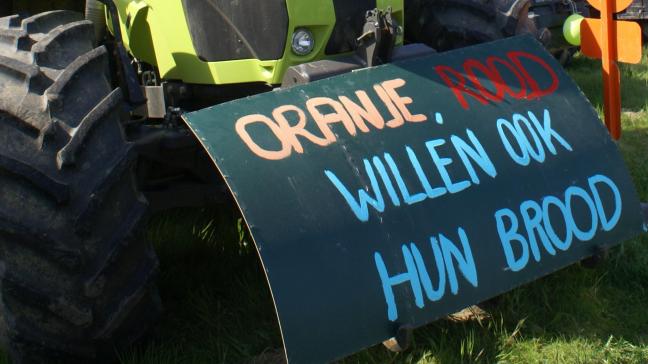 ORANJE, ROOD
WILLEN OOK
HUN BROOD